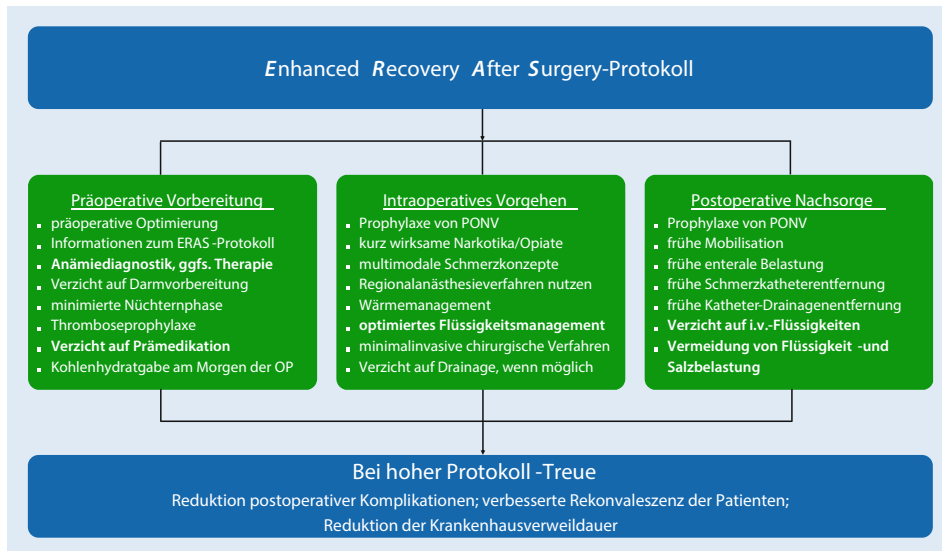 Enhanced Recovery After Surgery-Protokoll
Präoperative Vorbereitung
präoperative Optimierung
Informationen zum ERAS-Protokoll
Anämiediagnostik, ggfs. Therapie
Verzicht auf Darmvorbereitung
minimierte Nüchternphase
Thromboseprophylaxe
Verzicht auf Prämedikation
Kohlenhydratgabe am Morgen der OP
Intraoperatives Vorgehen
Prophylaxe von PONV
kurz wirksame Narkotika/Opiate
multimodale Schmerzkonzepte
Regionalanästhesieverfahren nutzen
Wärmemanagement
optimiertes Flüssigkeitsmanagement
minimalinvasive chirurgische Verfahren
Verzicht auf Drainage, wenn möglich
Postoperative Nachsorge
Prophylaxe von PONV
frühe Mobilisation
frühe enterale Belastung
frühe Schmerzkatheterentfernung
frühe Katheter-Drainagenentfernung
Verzicht auf i.v.-Flüssigkeiten
Vermeidung von Flüssigkeit -und
Salzbelastung
Bei hoher Protokoll -Treue
Reduktion postoperativer Komplikationen; verbesserte Rekonvaleszenz der Patienten;
Reduktion der Krankenhausverweildauer